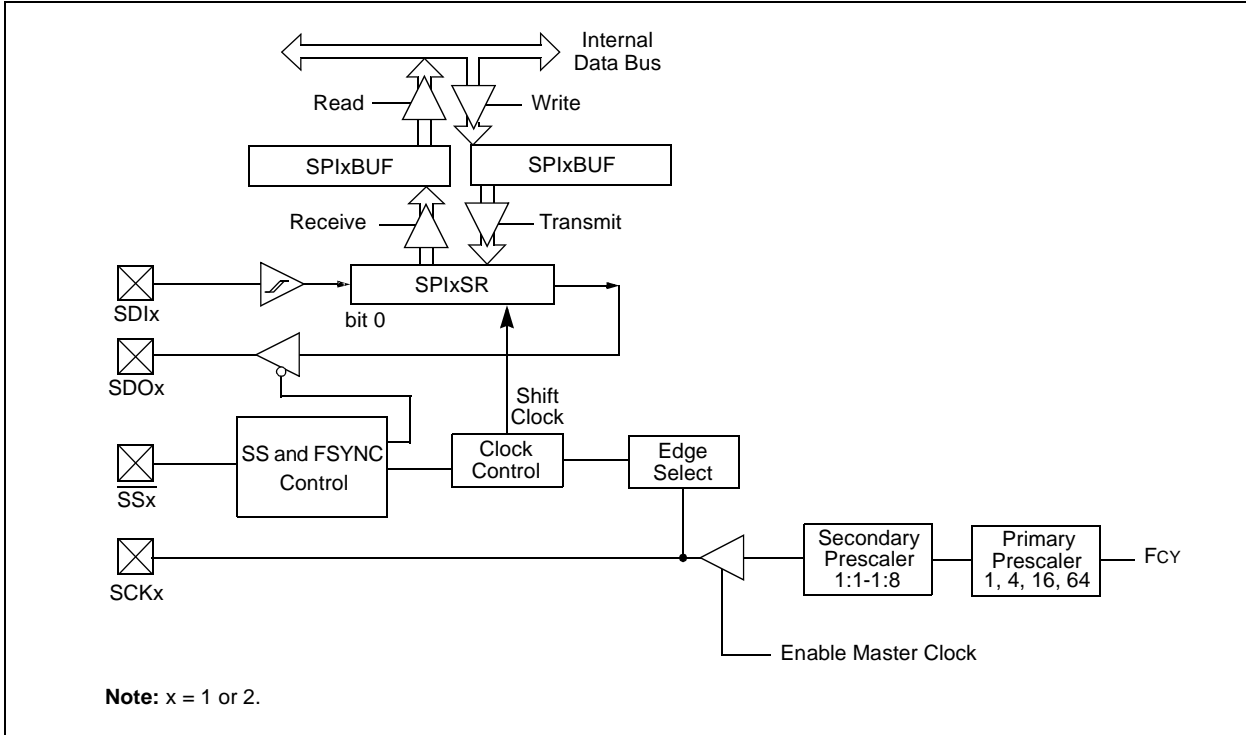 Internal
Data Bus
Read
Write
SPIxBUF
SPIxBUF
Receive
Transmit
SPIxSR
SDIx
bit 0
SDOx
Shift
Clock
SS and FSYNC
Control
Clock
Control
Edge
Select
SSx
Secondary
Prescaler
1:1-1:8
Primary
Prescaler
1, 4, 16, 64
FCY
SCKx
Enable Master Clock
Note: x = 1 or 2.